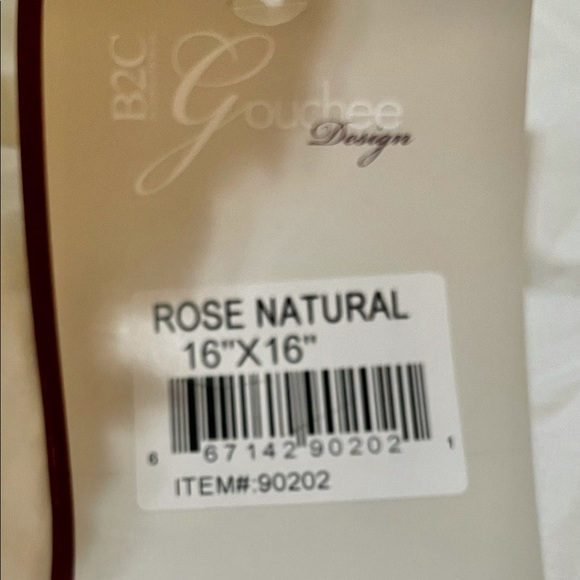 B2C
Gouchee
Design
ROSE NATURAL
16"X16"
6 67142 90202 1
ITEM#:90202